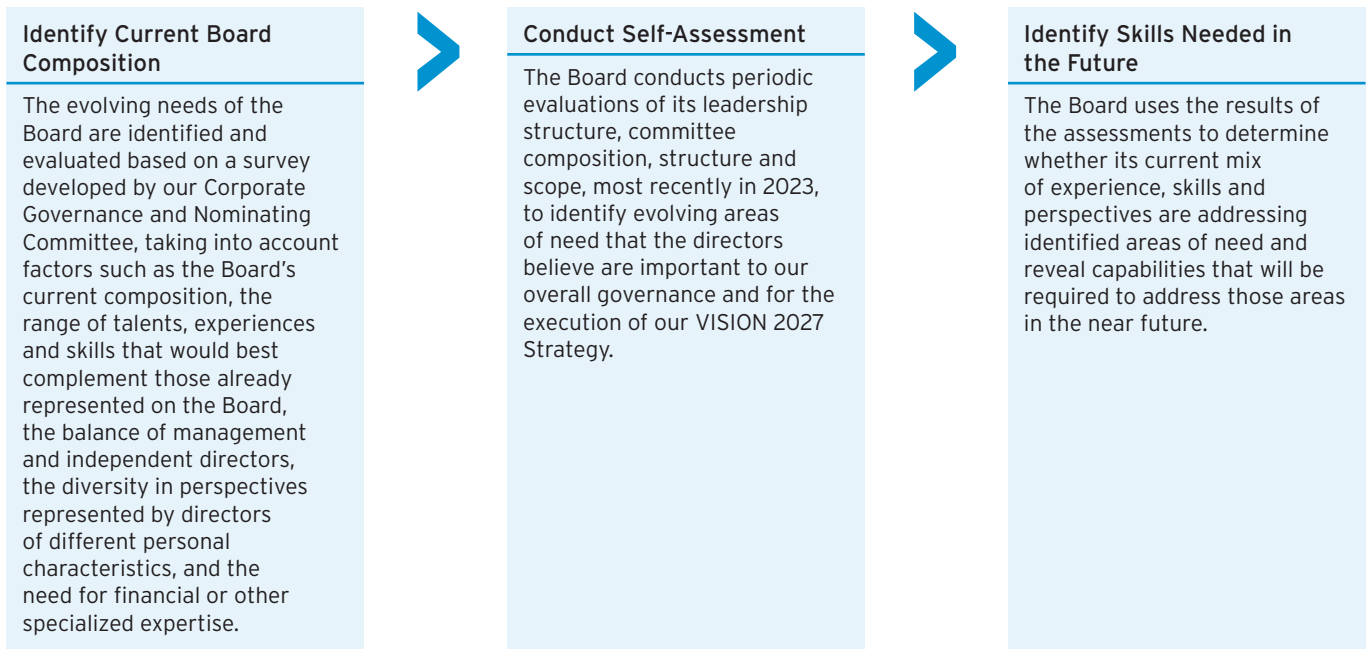 Identify Current Board
Composition
The evolving needs of the
Board are identified and
evaluated based on a survey
developed by our Corporate
Governance and Nominating
Committee, taking into account
factors such as the Board's
current composition, the
range of talents, experiences
and skills that would best
complement those already
represented on the Board,
the balance of management
and independent directors,
the diversity in perspectives
represented by directors
of different personal
characteristics, and the
need for financial or other
specialized expertise.
Conduct Self-Assessment
The Board conducts periodic
evaluations of its leadership
structure, committee
composition, structure and
scope, most recently in 2023,
to identify evolving areas
of need that the directors
believe are important to our
overall governance and for the
execution of our VISION 2027
Strategy.
Identify Skills Needed in
the Future
The Board uses the results of
the assessments to determine
whether its current mix
of experience, skills and
perspectives are addressing
identified areas of need and
reveal capabilities that will be
required to address those areas
in the near future.